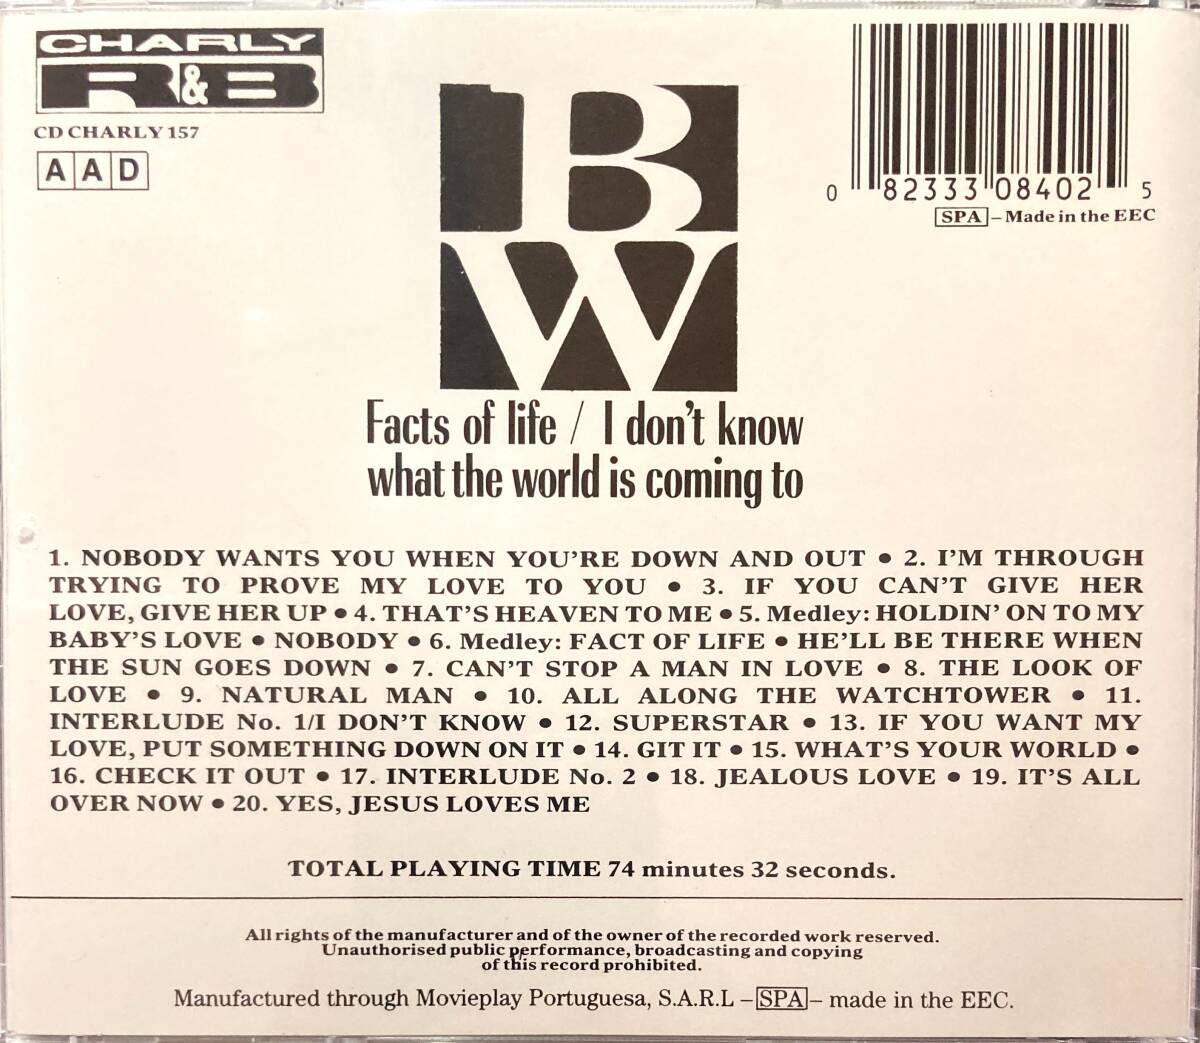 CHARLY
R&B
CD CHARLY 157
AAD
BW
0 82333 08402 5
SPA – Made in the EEC
Facts of life / I don't know
what the world is coming to
1. NOBODY WANTS YOU WHEN YOU'RE DOWN AND OUT • 2. I'M THROUGH
TRYING TO PROVE MY LOVE TO YOU • 3. IF YOU CAN'T GIVE HER
LOVE, GIVE HER UP • 4. THAT'S HEAVEN TO ME • 5. Medley: HOLDIN' ON TO MY
BABY'S LOVE • NOBODY • 6. Medley: FACT OF LIFE • HE'LL BE THERE WHEN
THE SUN GOES DOWN • 7. CAN'T STOP A MAN IN LOVE • 8. THE LOOK OF
LOVE • 9. NATURAL MAN • 10. ALL ALONG THE WATCHTOWER • 11.
INTERLUDE No. 1/I DON'T KNOW • 12. SUPERSTAR • 13. IF YOU WANT MY
LOVE, PUT SOMETHING DOWN ON IT • 14. GIT IT • 15. WHAT'S YOUR WORLD •
16. CHECK IT OUT • 17. INTERLUDE No. 2 • 18. JEALOUS LOVE • 19. IT'S ALL
OVER NOW • 20. YES, JESUS LOVES ME
TOTAL PLAYING TIME 74 minutes 32 seconds.
All rights of the manufacturer and of the owner of the recorded work reserved.
Unauthorised public performance, broadcasting and copying
of this record prohibited.
Manufactured through Movieplay Portuguesa, S.A.R.L – SPA – made in the EEC.